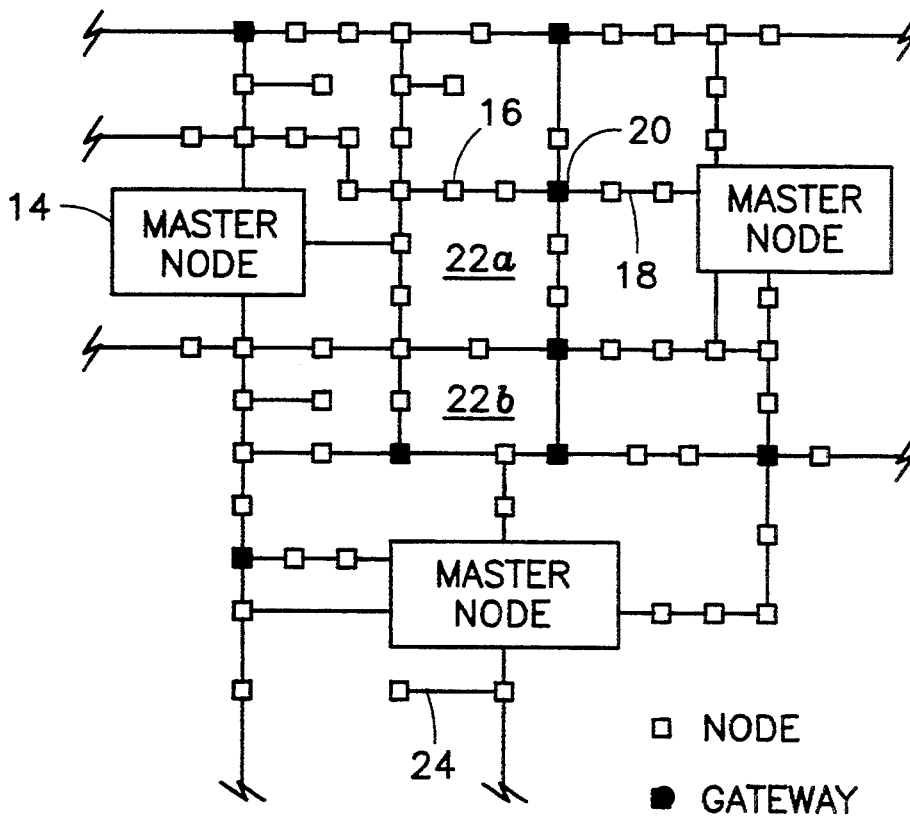 16
20
14
MASTER
NODE
MASTER
NODE
22a
18
22b
MASTER
NODE
24
NODE
GATEWAY